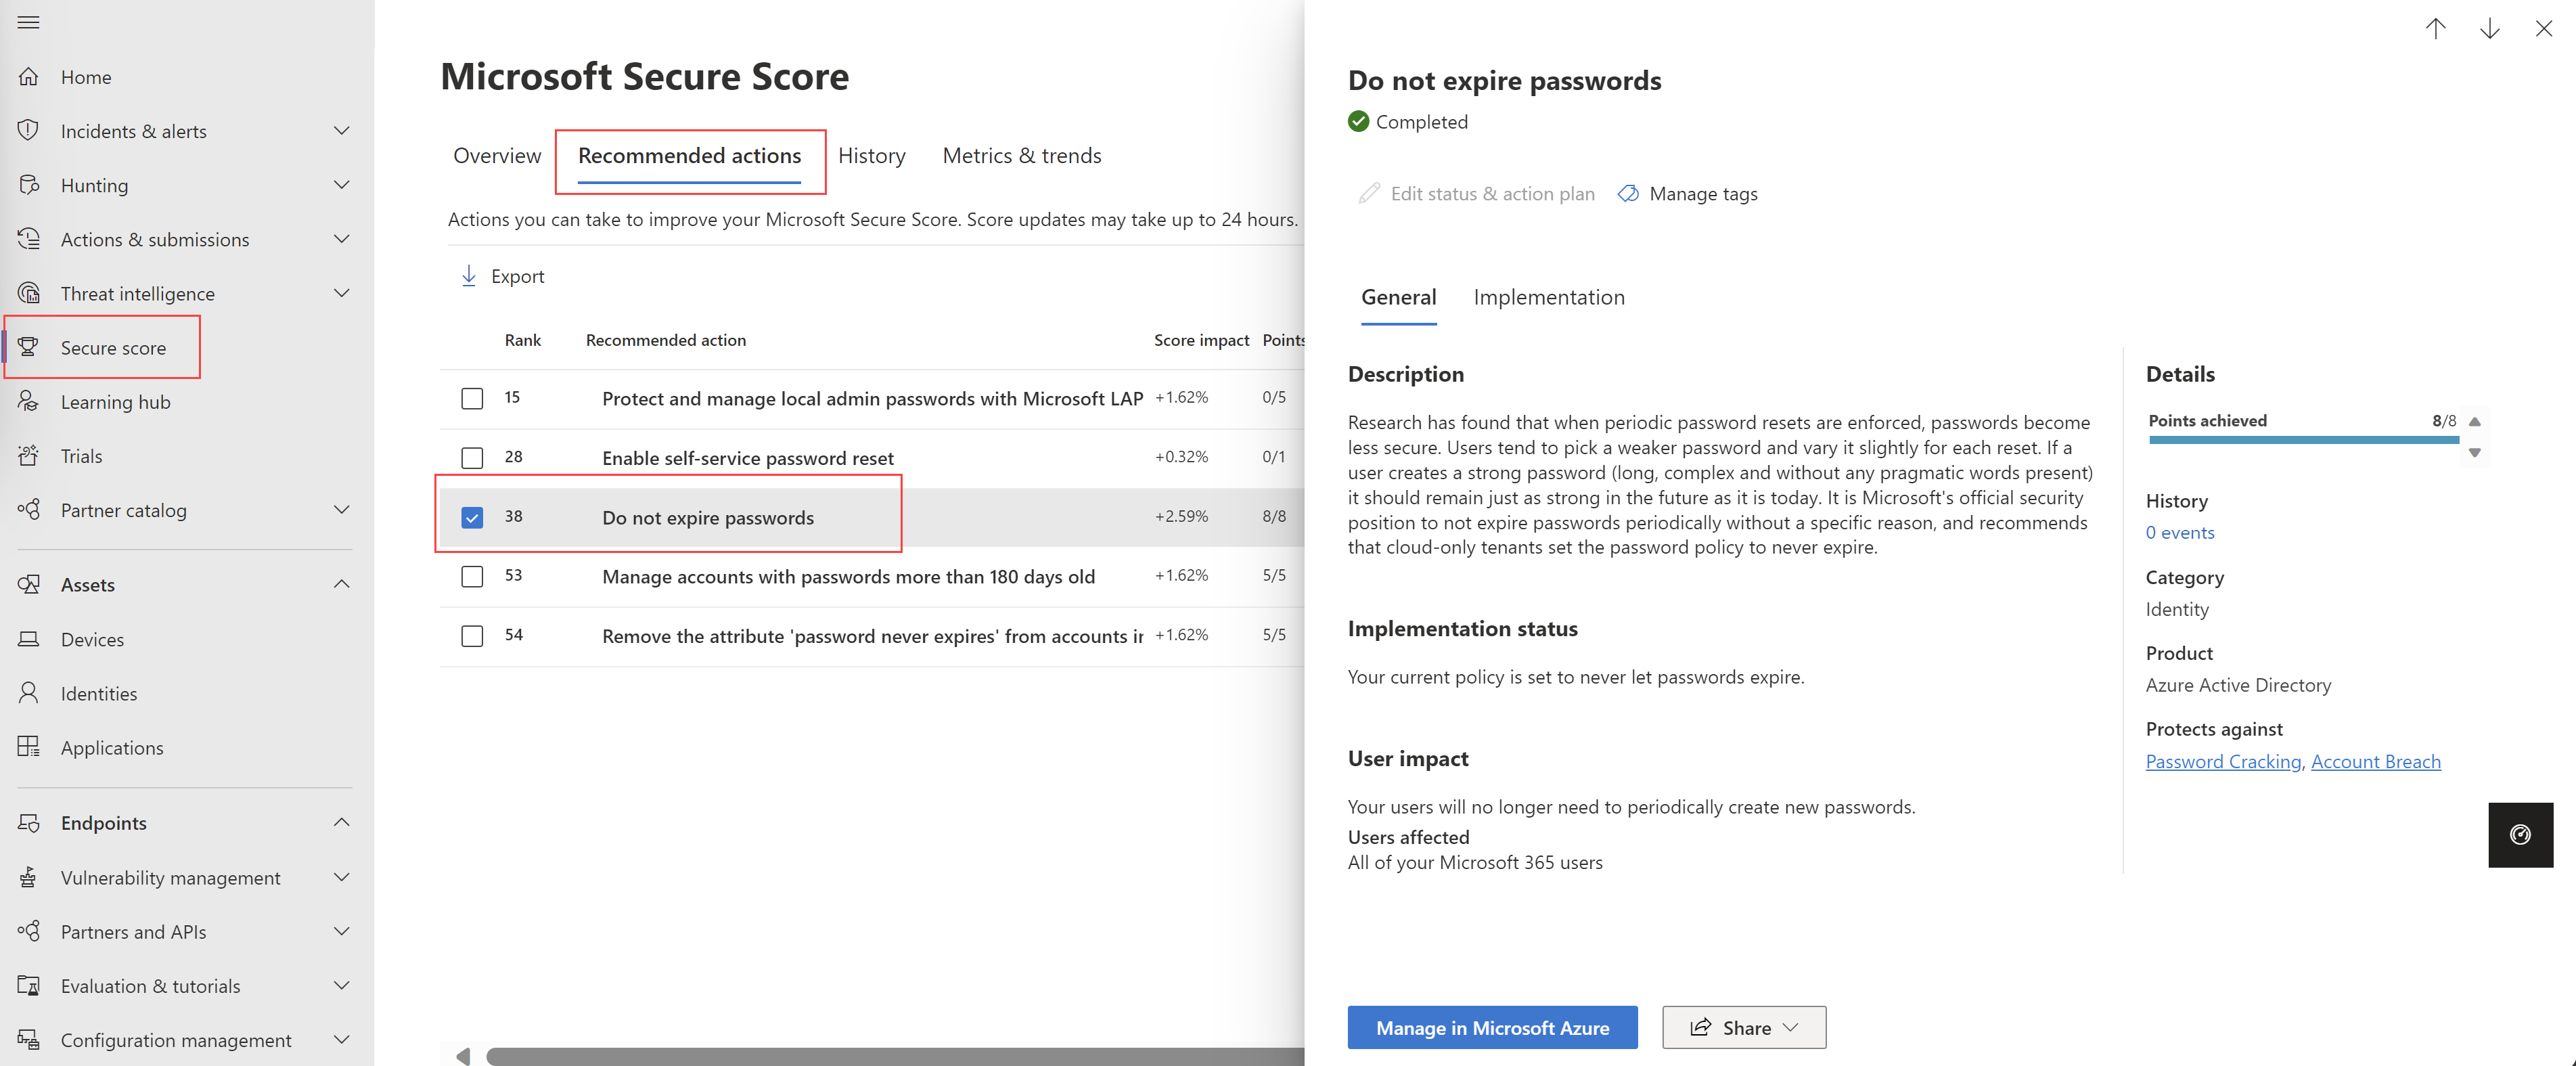 Home
Incidents & alerts
Hunting
Actions & submissions
Threat intelligence
Secure score
Learning hub
Trials
Partner catalog
Assets
Devices
Identities
Applications
Endpoints
Vulnerability management
Partners and APIs
Evaluation & tutorials
Configuration management
Microsoft Secure Score
Overview Recommended actions History Metrics & trends
Actions you can take to improve your Microsoft Secure Score. Score updates may take up to 24 hours.
Export
Rank Recommended action Score impact Points
15 Protect and manage local admin passwords with Microsoft LAP +1.62% 0/5
28 Enable self-service password reset +0.32% 0/1
38 Do not expire passwords +2.59% 8/8
53 Manage accounts with passwords more than 180 days old +1.62% 5/5
54 Remove the attribute 'password never expires' from accounts in +1.62% 5/5
Do not expire passwords
Completed
Edit status & action plan Manage tags
General Implementation
Description
Research has found that when periodic password resets are enforced, passwords become
less secure. Users tend to pick a weaker password and vary it slightly for each reset. If a
user creates a strong password (long, complex and without any pragmatic words present)
it should remain just as strong in the future as it is today. It is Microsoft's official security
position to not expire passwords periodically without a specific reason, and recommends
that cloud-only tenants set the password policy to never expire.
Implementation status
Your current policy is set to never let passwords expire.
User impact
Your users will no longer need to periodically create new passwords.
Users affected
All of your Microsoft 365 users
Details
Points achieved 8/8
History
0 events
Category
Identity
Product
Azure Active Directory
Protects against
Password Cracking, Account Breach
Manage in Microsoft Azure Share